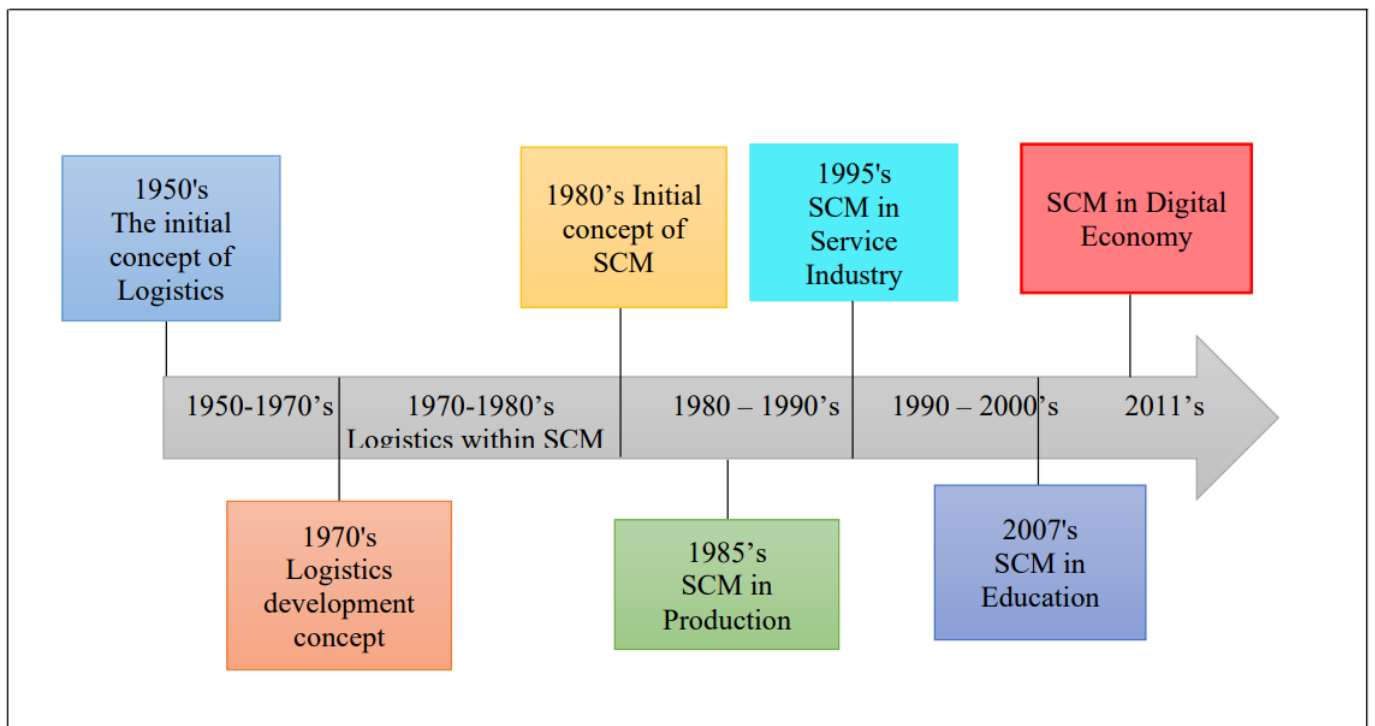 1950's
The initial
concept of
Logistics
1980’s Initial
concept of
SCM
1995's
SCM in
Service
Industry
SCM in Digital
Economy
1950-1970’s
1970-1980’s
Logistics within SCM
1980 – 1990’s
1990 – 2000’s
2011’s
1970's
Logistics
development
concept
1985’s
SCM in
Production
2007's
SCM in
Education